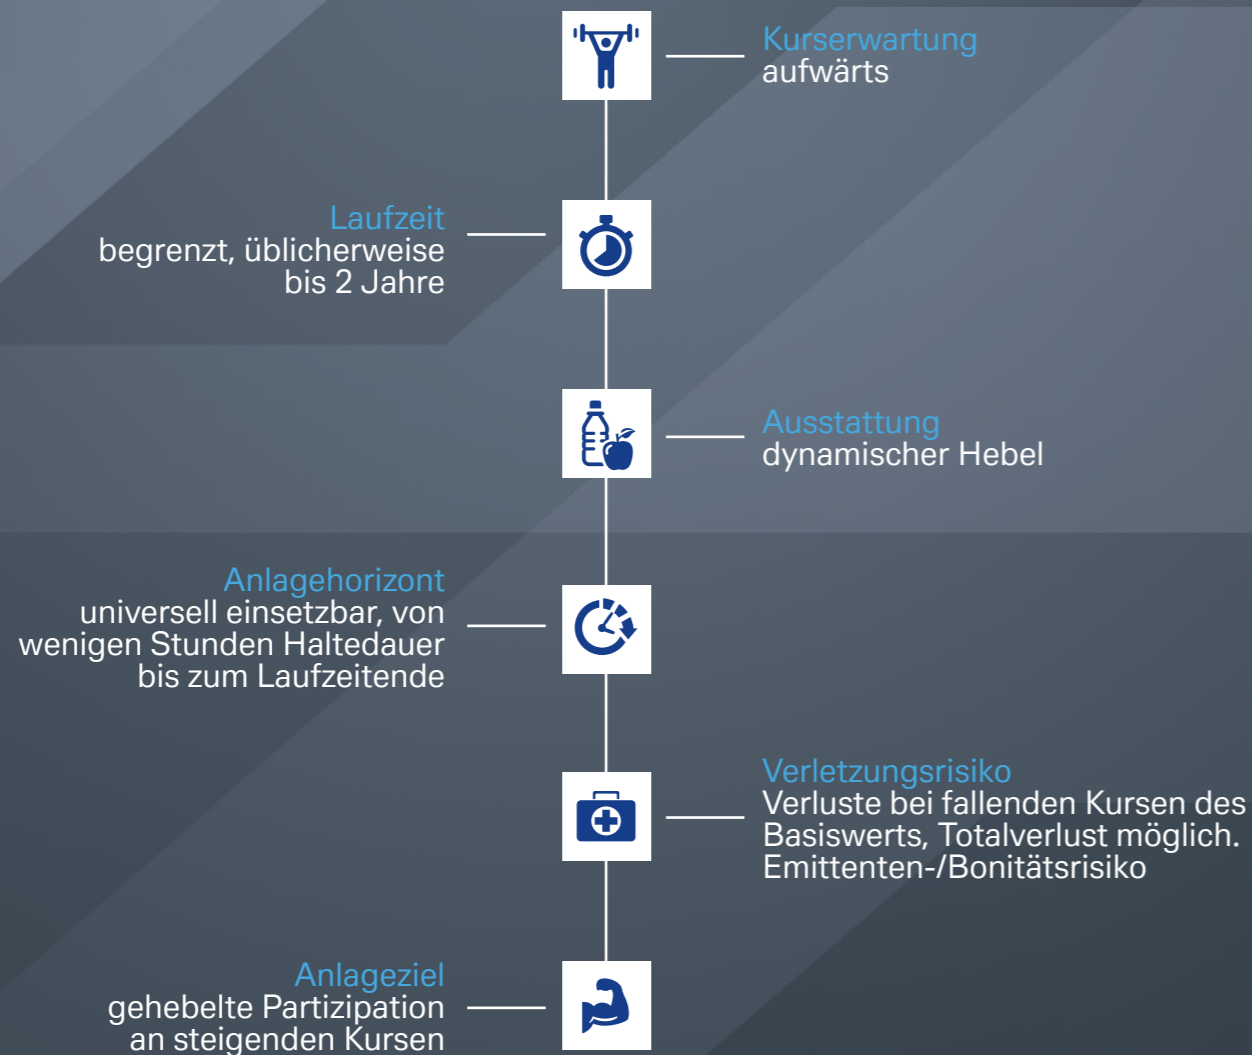 Kurserwartung
aufwärts
Laufzeit
begrenzt, üblicherweise
bis 2 Jahre
Ausstattung
dynamischer Hebel
Anlagehorizont
universell einsetzbar, von
wenigen Stunden Haltedauer
bis zum Laufzeitende
Verletzungsrisiko
Verluste bei fallenden Kursen des
Basiswerts, Totalverlust möglich.
Emittenten-/Bonitätsrisiko
Anlageziel
gehebelte Partizipation
an steigenden Kursen